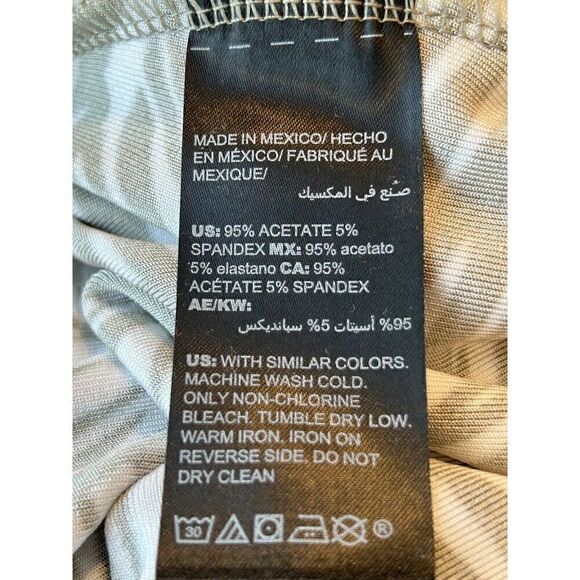 MADE IN MEXICO/ HECHO
EN MÉXICO/ FABRIQUÉ AU
MEXIQUE/
صُنع في المكسيك
US: 95% ACETATE 5%
SPANDEX MX: 95% acetato
5% elastano CA: 95%
ACÉTATE 5% SPANDEX
AE/KW:
95% أسيتات 5% سبانديكس
US: WITH SIMILAR COLORS.
MACHINE WASH COLD.
ONLY NON-CHLORINE
BLEACH. TUMBLE DRY LOW.
WARM IRON. IRON ON
REVERSE SIDE. DO NOT
DRY CLEAN
30 ®